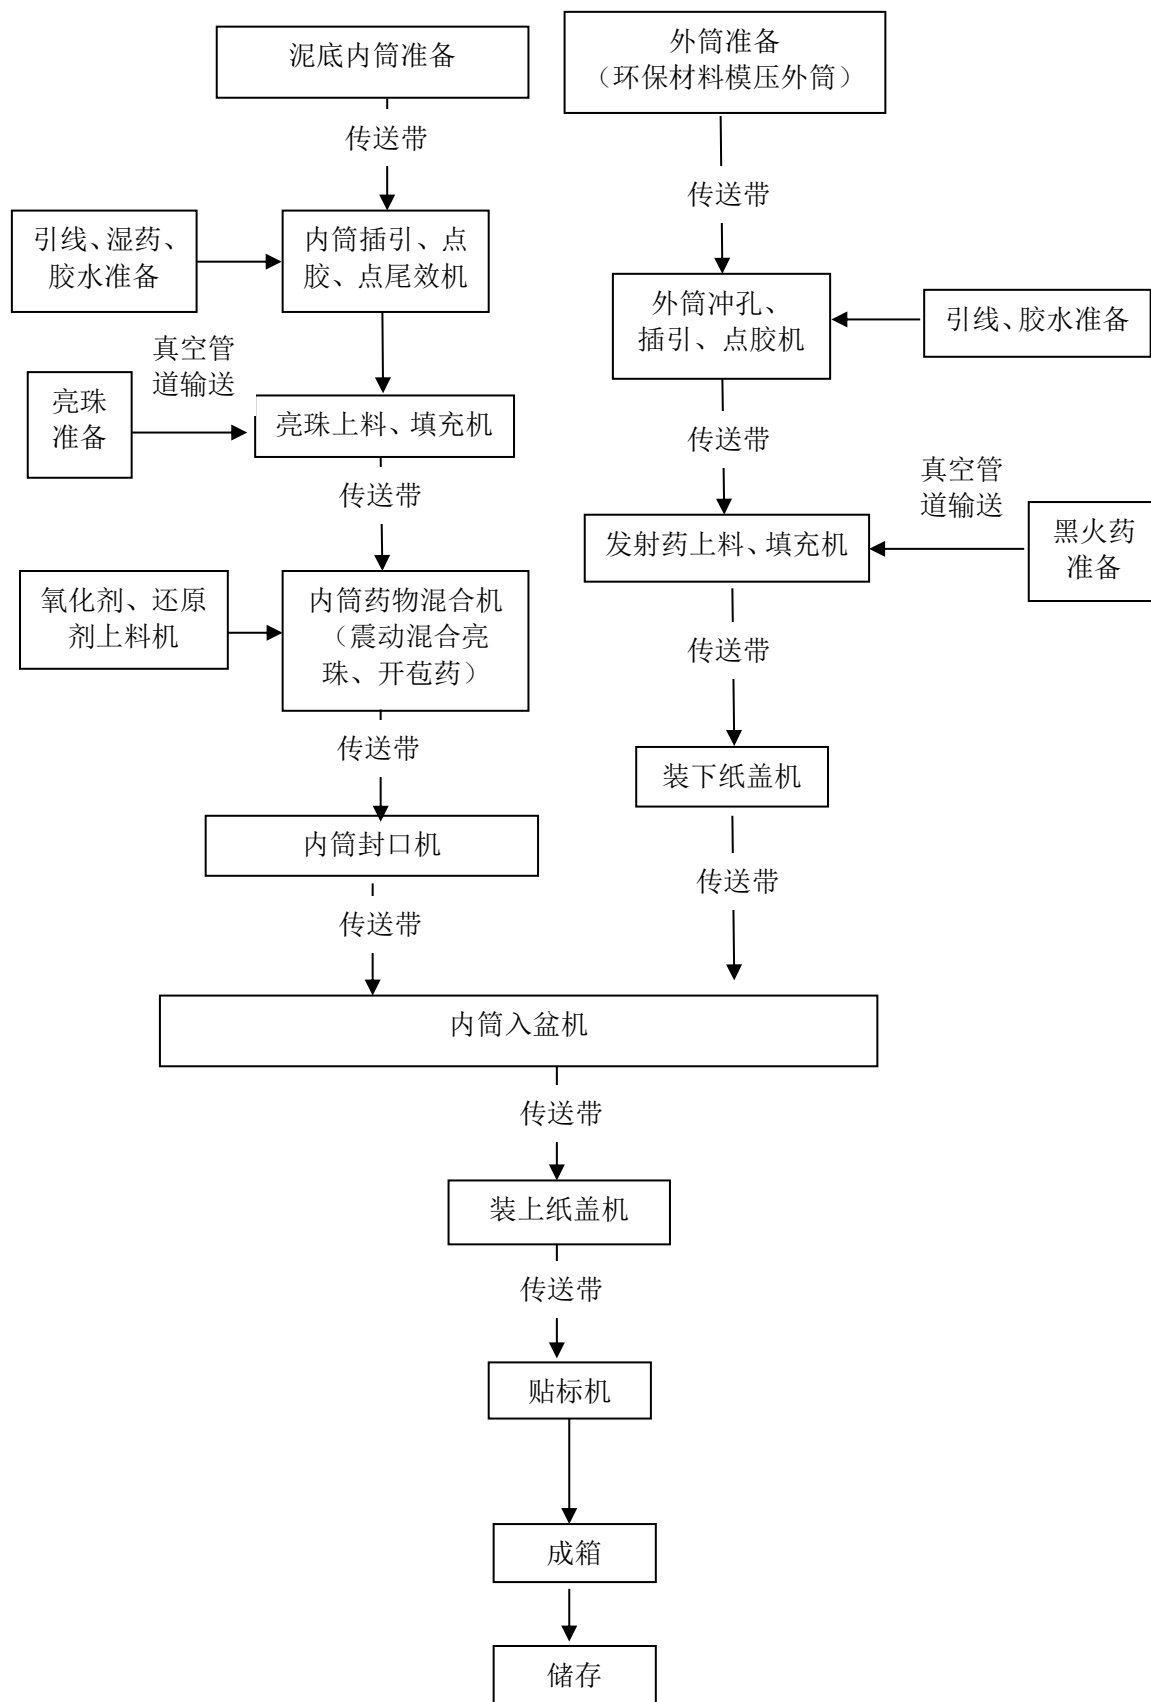 泥底内筒准备
外筒准备
（环保材料模压外筒）
传送带
传送带
引线、湿药、
胶水准备
内筒插引、点
胶、点尾效机
外筒冲孔、
插引、点胶机
引线、胶水准备
真空管
道输送
亮珠
准备
亮珠上料、填充机
传送带
传送带
真空管
道输送
发射药上料、填充机
黑火药
准备
氧化剂、还原
剂上料机
内筒药物混合机
（震动混合亮
珠、开苞药）
传送带
传送带
装下纸盖机
内筒封口机
传送带
传送带
内筒入盆机
传送带
装上纸盖机
传送带
贴标机
成箱
储存